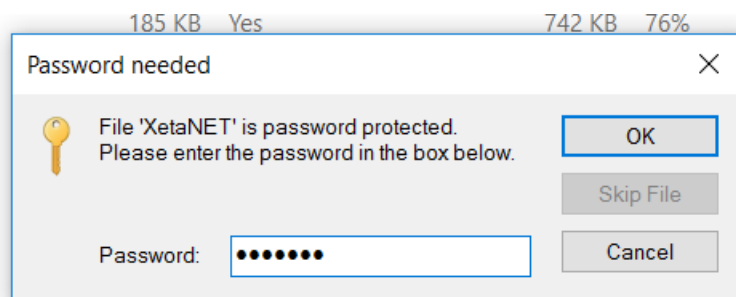 185 KB Yes 742 KB 76%
Password needed
File 'XetaNET' is password protected.
Please enter the password in the box below.
OK
Skip File
Password: •••••••
Cancel